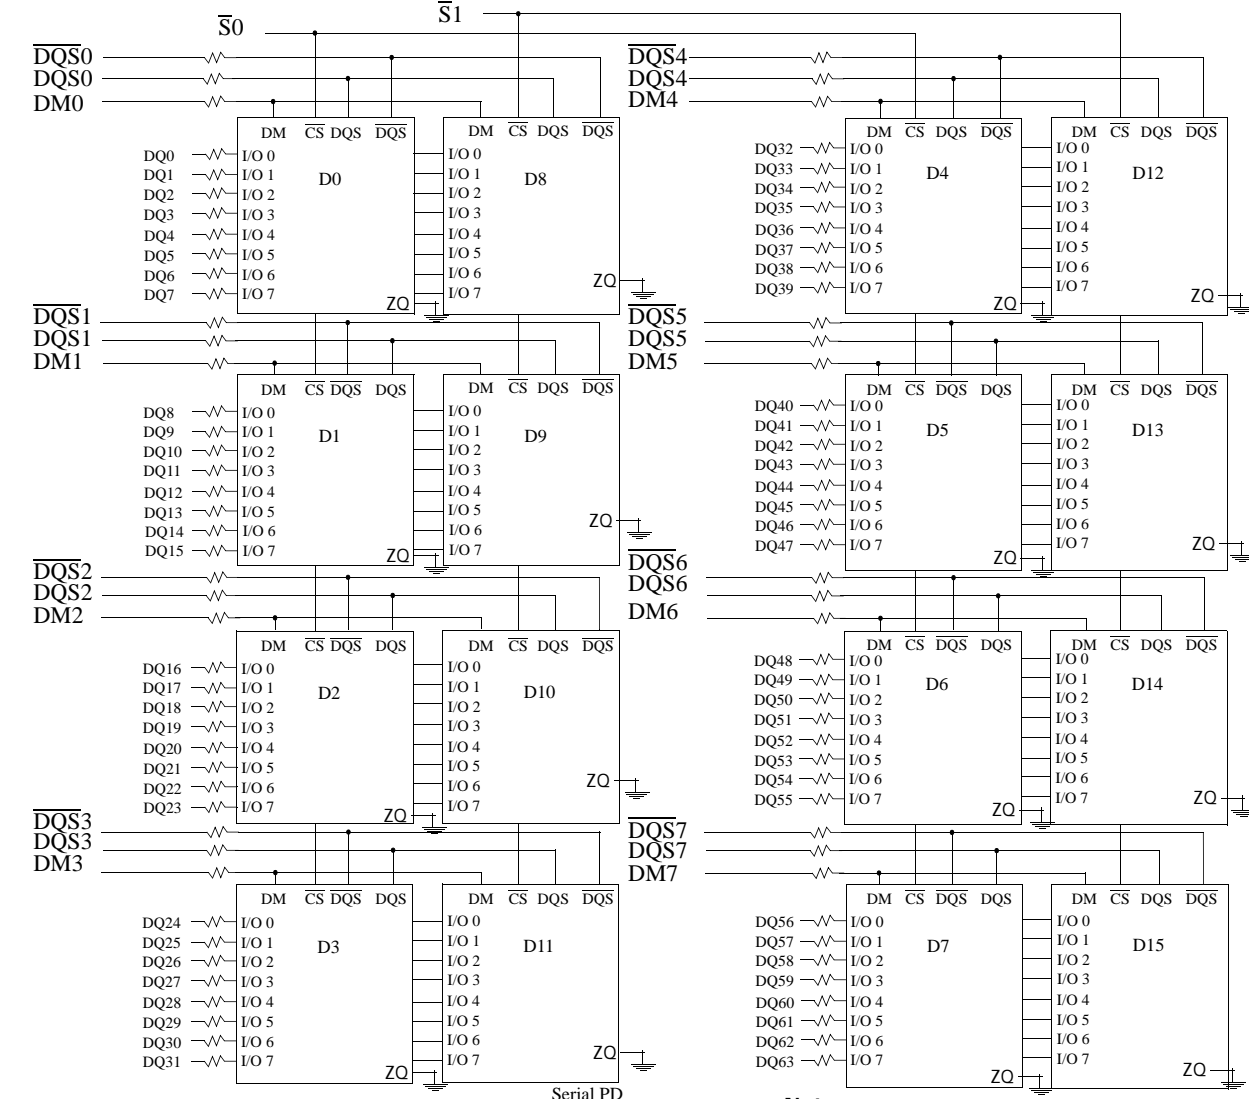 S̅0 S̅1
D̅Q̅S̅0
DQS0
DM0
DM C̅S̅ DQS D̅Q̅S̅
DQ0 I/O 0
DQ1 I/O 1
DQ2 I/O 2
DQ3 I/O 3
DQ4 I/O 4
DQ5 I/O 5
DQ6 I/O 6
DQ7 I/O 7
D0
ZQ
DM C̅S̅ DQS D̅Q̅S̅
I/O 0
I/O 1
I/O 2
I/O 3
I/O 4
I/O 5
I/O 6
I/O 7
D8
ZQ
D̅Q̅S̅4
DQS4
DM4
DM C̅S̅ DQS D̅Q̅S̅
DQ32 I/O 0
DQ33 I/O 1
DQ34 I/O 2
DQ35 I/O 3
DQ36 I/O 4
DQ37 I/O 5
DQ38 I/O 6
DQ39 I/O 7
D4
ZQ
DM C̅S̅ DQS D̅Q̅S̅
I/O 0
I/O 1
I/O 2
I/O 3
I/O 4
I/O 5
I/O 6
I/O 7
D12
ZQ
D̅Q̅S̅1
DQS1
DM1
DM C̅S̅ D̅Q̅S̅ DQS
DQ8 I/O 0
DQ9 I/O 1
DQ10 I/O 2
DQ11 I/O 3
DQ12 I/O 4
DQ13 I/O 5
DQ14 I/O 6
DQ15 I/O 7
D1
ZQ
DM C̅S̅ DQS D̅Q̅S̅
I/O 0
I/O 1
I/O 2
I/O 3
I/O 4
I/O 5
I/O 6
I/O 7
D9
ZQ
D̅Q̅S̅5
DQS5
DM5
DM C̅S̅ D̅Q̅S̅ DQS
DQ40 I/O 0
DQ41 I/O 1
DQ42 I/O 2
DQ43 I/O 3
DQ44 I/O 4
DQ45 I/O 5
DQ46 I/O 6
DQ47 I/O 7
D5
ZQ
DM C̅S̅ DQS D̅Q̅S̅
I/O 0
I/O 1
I/O 2
I/O 3
I/O 4
I/O 5
I/O 6
I/O 7
D13
ZQ
D̅Q̅S̅2
DQS2
DM2
DM C̅S̅ D̅Q̅S̅ DQS
DQ16 I/O 0
DQ17 I/O 1
DQ18 I/O 2
DQ19 I/O 3
DQ20 I/O 4
DQ21 I/O 5
DQ22 I/O 6
DQ23 I/O 7
D2
ZQ
DM C̅S̅ DQS D̅Q̅S̅
I/O 0
I/O 1
I/O 2
I/O 3
I/O 4
I/O 5
I/O 6
I/O 7
D10
ZQ
D̅Q̅S̅6
DQS6
DM6
DM C̅S̅ D̅Q̅S̅ DQS
DQ48 I/O 0
DQ49 I/O 1
DQ50 I/O 2
DQ51 I/O 3
DQ52 I/O 4
DQ53 I/O 5
DQ54 I/O 6
DQ55 I/O 7
D6
ZQ
DM C̅S̅ DQS D̅Q̅S̅
I/O 0
I/O 1
I/O 2
I/O 3
I/O 4
I/O 5
I/O 6
I/O 7
D14
ZQ
D̅Q̅S̅3
DQS3
DM3
DM C̅S̅ D̅Q̅S̅ DQS
DQ24 I/O 0
DQ25 I/O 1
DQ26 I/O 2
DQ27 I/O 3
DQ28 I/O 4
DQ29 I/O 5
DQ30 I/O 6
DQ31 I/O 7
D3
ZQ
DM C̅S̅ DQS D̅Q̅S̅
I/O 0
I/O 1
I/O 2
I/O 3
I/O 4
I/O 5
I/O 6
I/O 7
D11
ZQ
D̅Q̅S̅7
DQS7
DM7
DM C̅S̅ D̅Q̅S̅ DQS
DQ56 I/O 0
DQ57 I/O 1
DQ58 I/O 2
DQ59 I/O 3
DQ60 I/O 4
DQ61 I/O 5
DQ62 I/O 6
DQ63 I/O 7
D7
ZQ
DM C̅S̅ DQS D̅Q̅S̅
I/O 0
I/O 1
I/O 2
I/O 3
I/O 4
I/O 5
I/O 6
I/O 7
D15
ZQ
Serial PD